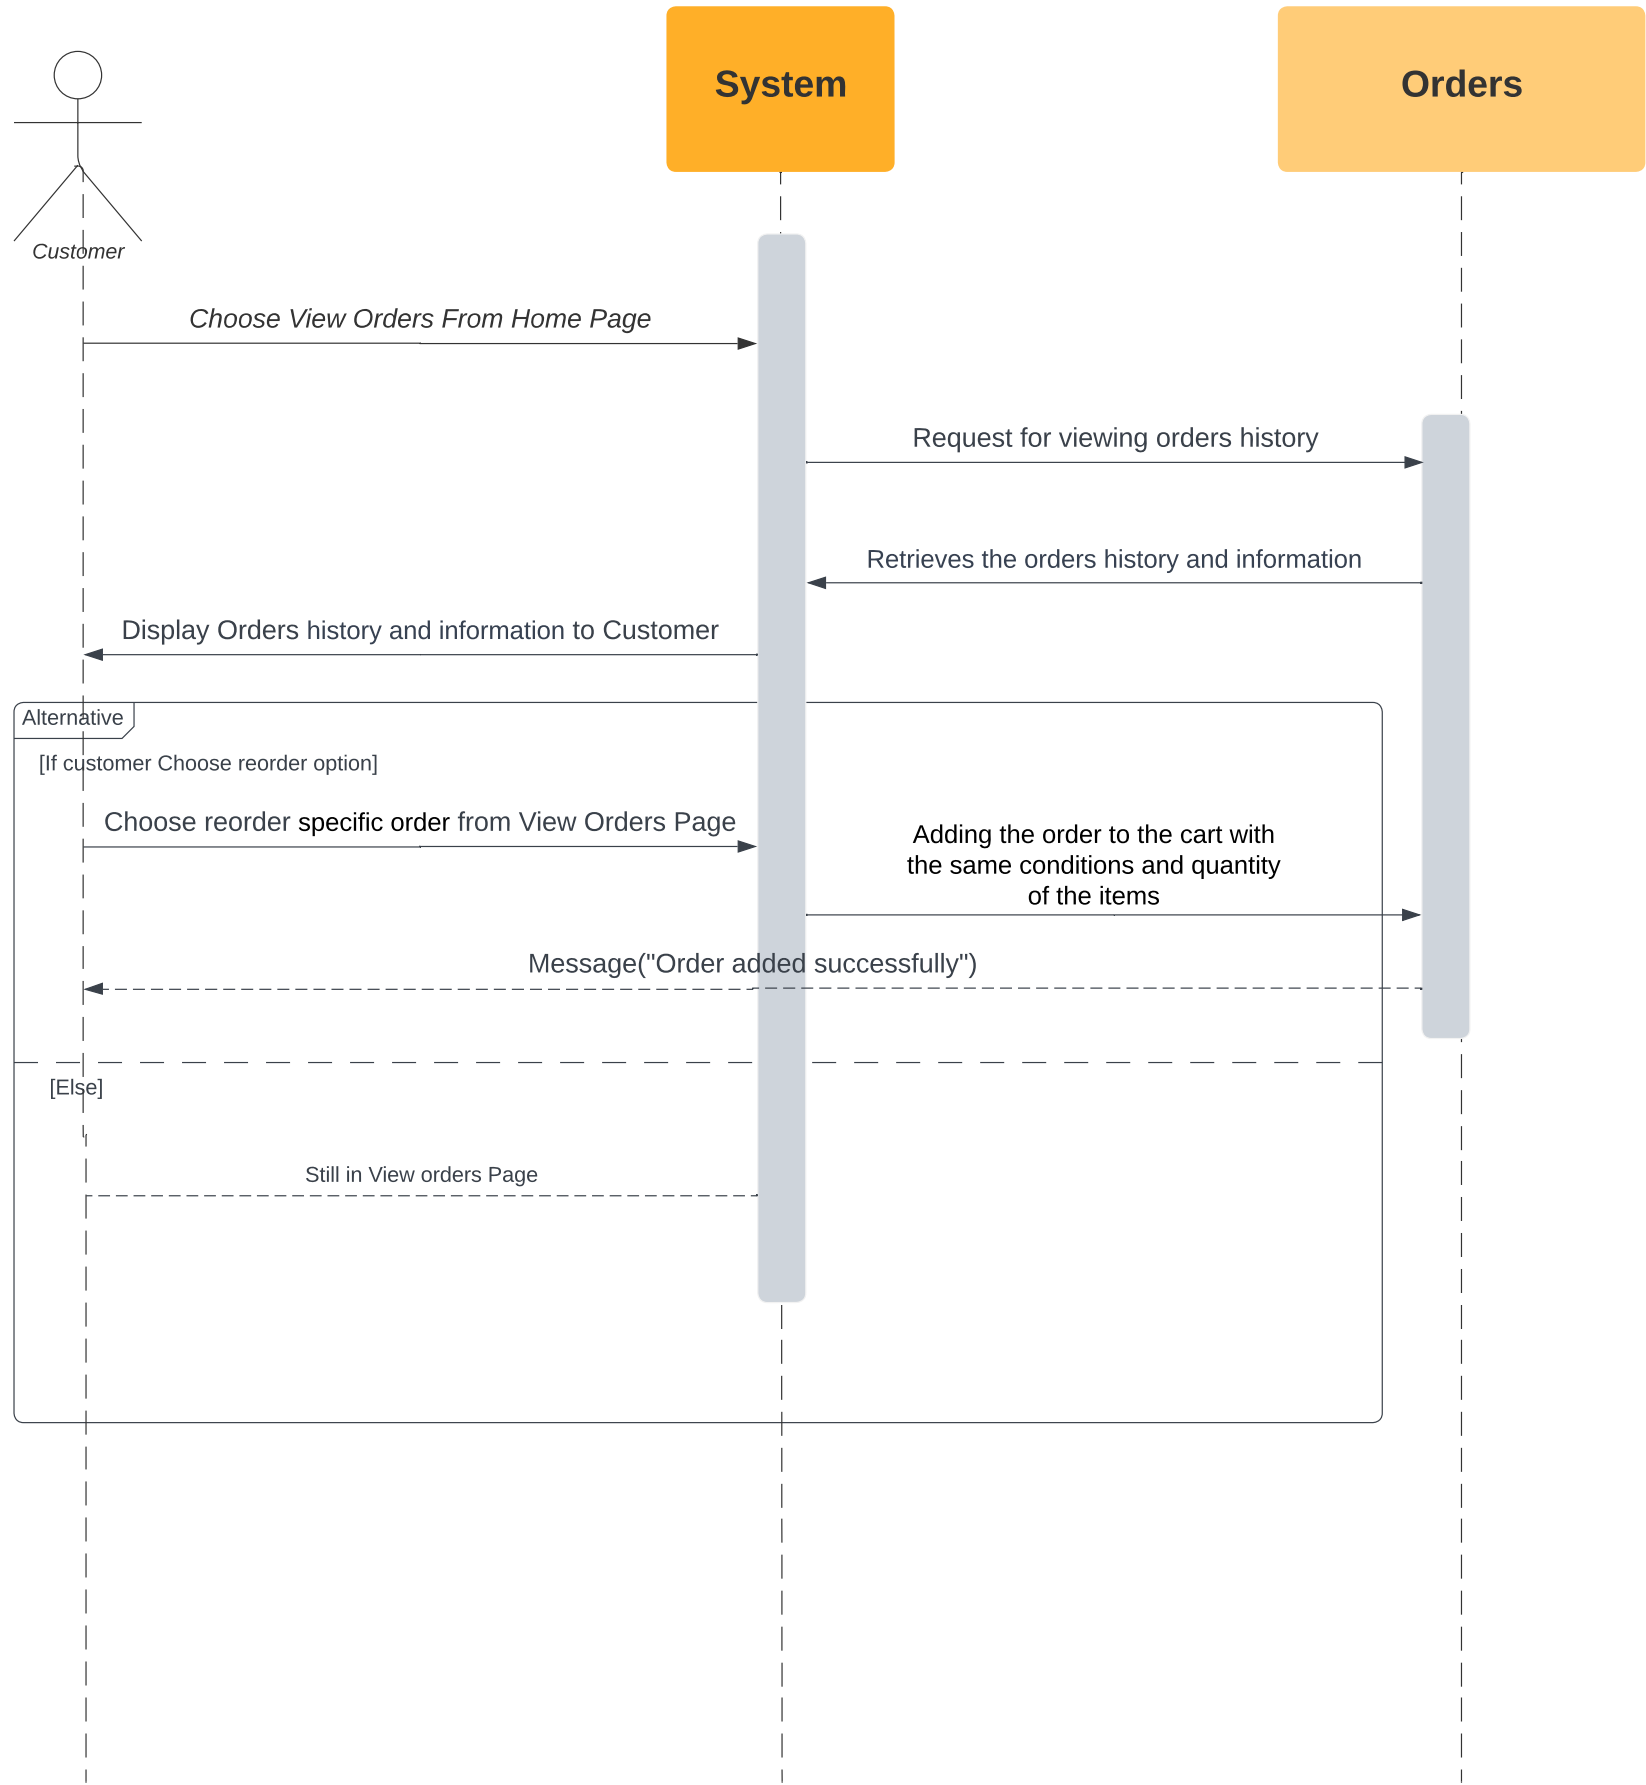 System
Orders
Customer
Choose View Orders From Home Page
Request for viewing orders history
Retrieves the orders history and information
Display Orders history and information to Customer
Alternative
[If customer Choose reorder option]
Choose reorder specific order from View Orders Page
Adding the order to the cart with
the same conditions and quantity
of the items
Message("Order added successfully")
[Else]
Still in View orders Page